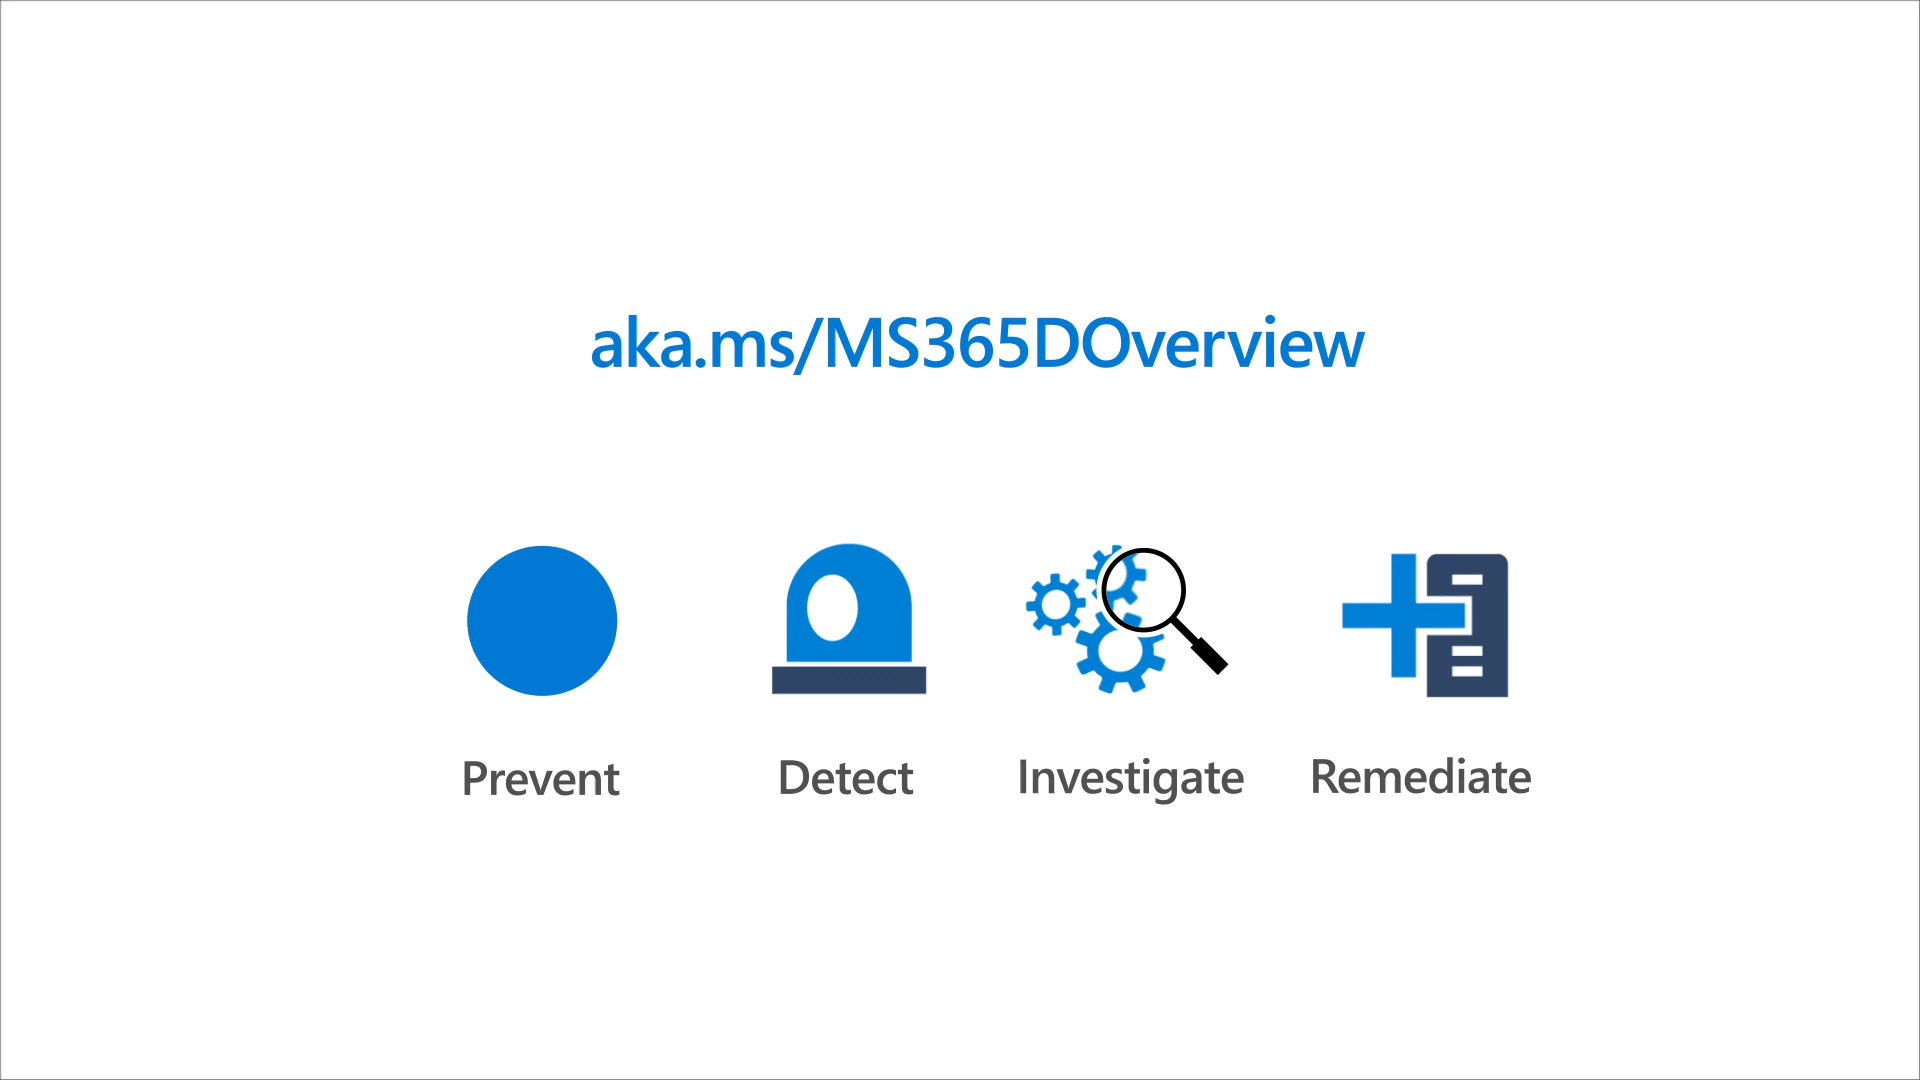 aka.ms/MS365DOverview
Prevent
Detect
Investigate
Remediate